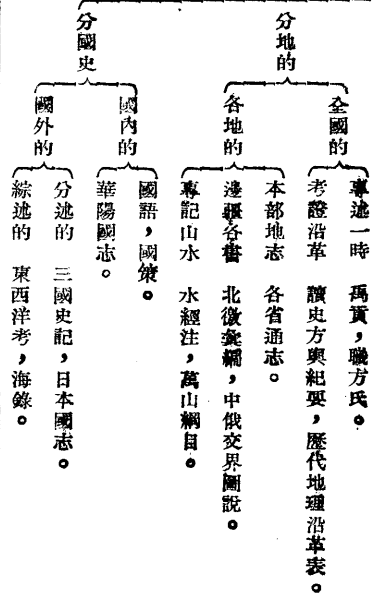 分地的
全國的
專述一時　禹貢，職方氏。
考證沿革　讀史方輿紀要，歷代地理沿革表。
各地的
本部地志　各省通志。
邊疆各書　北徼彙編，中俄交界圖說。
專記山水　水經注，萬山綱目。
分國史
國內的
國語，國策。
華陽國志。
國外的
分述的　三國史記，日本國志。
綜述的　東西洋考，海錄。